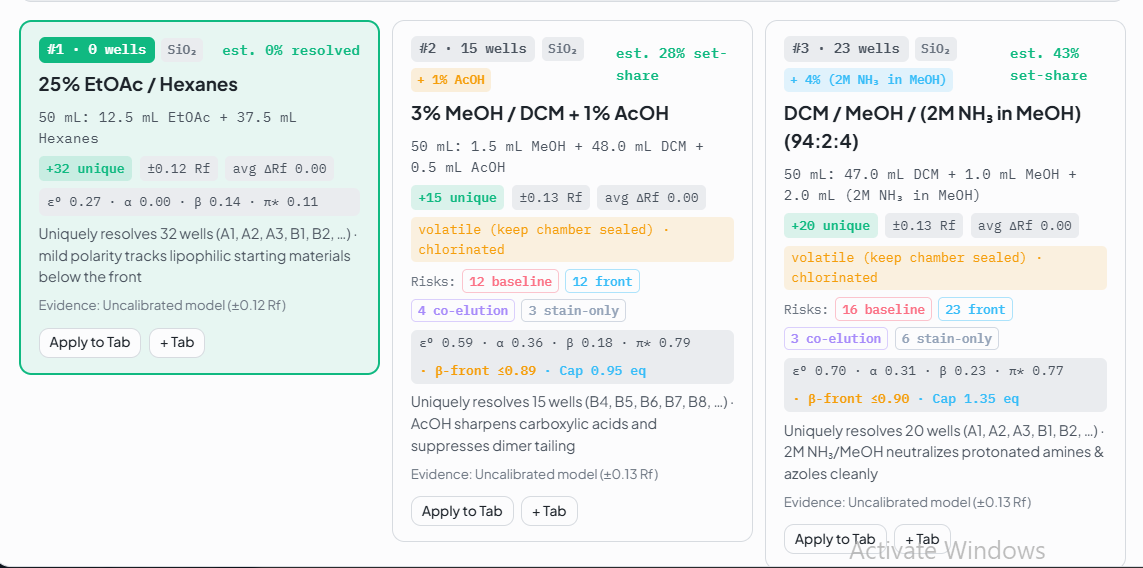 #1 · 0 wells
SiO₂
est. 0% resolved
25% EtOAc / Hexanes
50 mL: 12.5 mL EtOAc + 37.5 mL
Hexanes
+32 unique
±0.12 Rf
avg ΔRf 0.00
ε° 0.27 · α 0.00 · β 0.14 · π* 0.11
Uniquely resolves 32 wells (A1, A2, A3, B1, B2, …) ·
mild polarity tracks lipophilic starting materials
below the front
Evidence: Uncalibrated model (±0.12 Rf)
Apply to Tab
+ Tab
#2 · 15 wells
SiO₂
+ 1% AcOH
est. 28% set-
share
3% MeOH / DCM + 1% AcOH
50 mL: 1.5 mL MeOH + 48.0 mL DCM +
0.5 mL AcOH
+15 unique
±0.13 Rf
avg ΔRf 0.00
volatile (keep chamber sealed) ·
chlorinated
Risks:
12 baseline
12 front
4 co-elution
3 stain-only
ε° 0.59 · α 0.36 · β 0.18 · π* 0.79
· β-front ≤0.89 · Cap 0.95 eq
Uniquely resolves 15 wells (B4, B5, B6, B7, B8, …) ·
AcOH sharpens carboxylic acids and
suppresses dimer tailing
Evidence: Uncalibrated model (±0.13 Rf)
Apply to Tab
+ Tab
#3 · 23 wells
SiO₂
+ 4% (2M NH₃ in MeOH)
est. 43%
set-share
DCM / MeOH / (2M NH₃ in MeOH)
(94:2:4)
50 mL: 47.0 mL DCM + 1.0 mL MeOH +
2.0 mL (2M NH₃ in MeOH)
+20 unique
±0.13 Rf
avg ΔRf 0.00
volatile (keep chamber sealed) ·
chlorinated
Risks:
16 baseline
23 front
3 co-elution
6 stain-only
ε° 0.70 · α 0.31 · β 0.23 · π* 0.77
· β-front ≤0.90 · Cap 1.35 eq
Uniquely resolves 20 wells (A1, A2, A3, B1, B2, …) ·
2M NH₃/MeOH neutralizes protonated amines &
azoles cleanly
Evidence: Uncalibrated model (±0.13 Rf)
Apply to Tab
+ Tab
Activate Windows